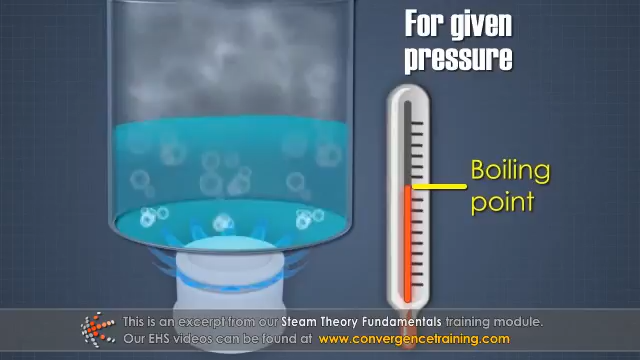 For given
pressure
Boiling
point
This is an excerpt from our Steam Theory Fundamentals training module.
Our EHS videos can be found at www.convergencetraining.com